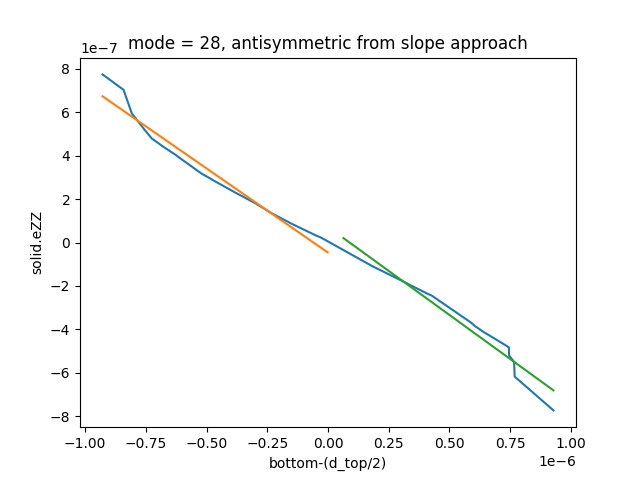 mode = 28, antisymmetric from slope approach
1e−7
8
6
4
2
0
−2
−4
−6
−8
solid.eZZ
−1.00 −0.75 −0.50 −0.25 0.00 0.25 0.50 0.75 1.00
1e−6
bottom-(d_top/2)